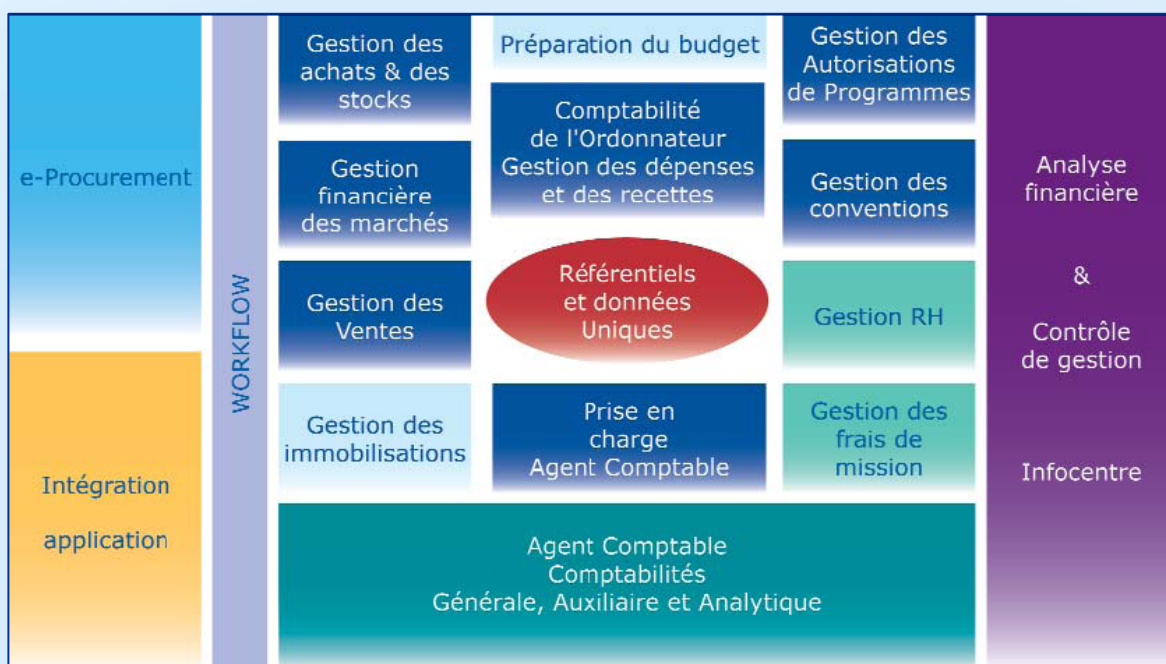 e-Procurement
Intégration
application
WORKFLOW
Gestion des
achats & des
stocks
Gestion
financière
des marchés
Gestion des
Ventes
Gestion des
immobilisations
Préparation du budget
Comptabilité
de l'Ordonnateur
Gestion des dépenses
et des recettes
Référentiels
et données
Uniques
Prise en
charge
Agent Comptable
Gestion des
Autorisations
de Programmes
Gestion des
conventions
Gestion RH
Gestion des
frais de
mission
Agent Comptable
Comptabilités
Générale, Auxiliaire et Analytique
Analyse
financière
&
Contrôle
de gestion
Infocentre